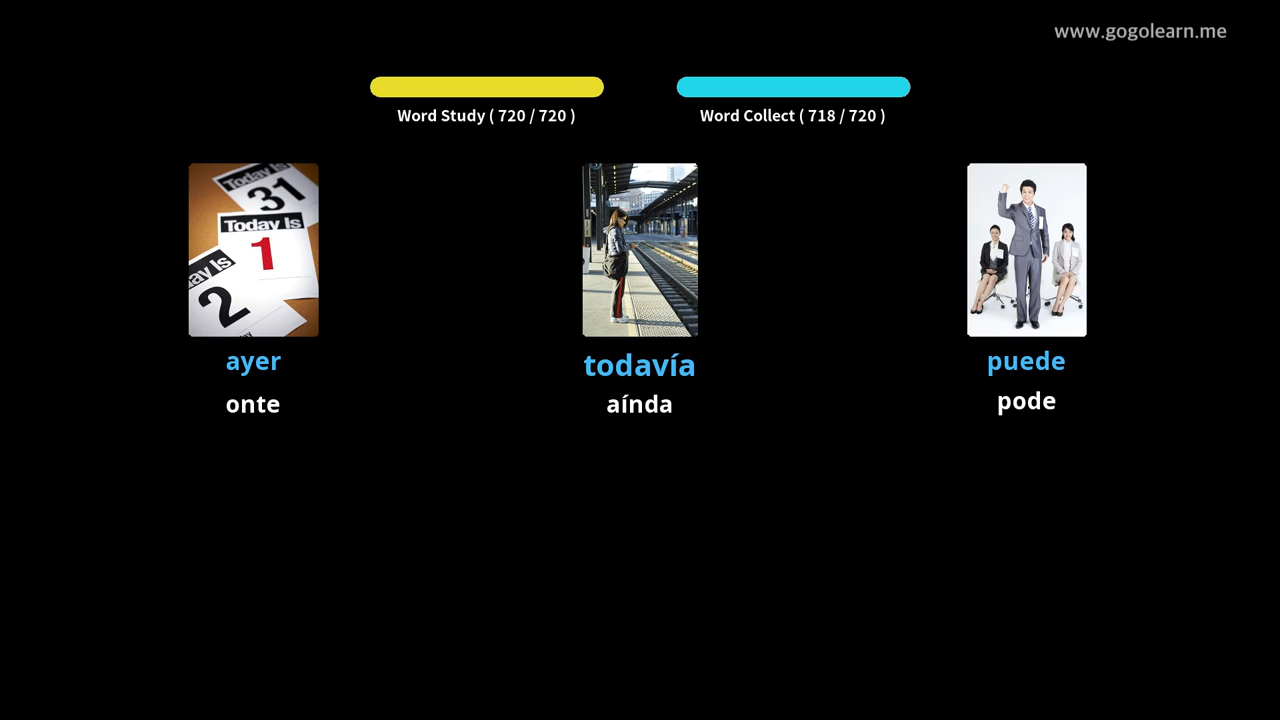 www.gogolearn.me
Word Study ( 720 / 720 )
Word Collect ( 718 / 720 )
Today Is
31
Today Is
1
ay Is
2
ayer
todavía
puede
onte
aínda
pode